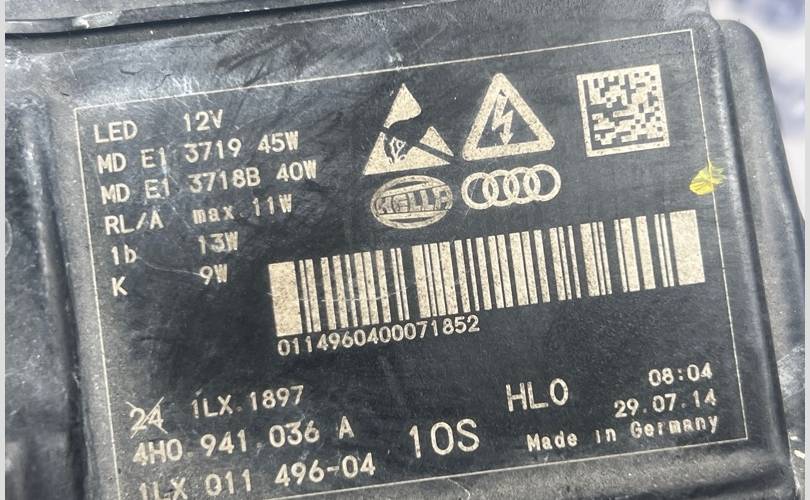 LED 12V
MD E1 3719 45W
MD E1 3718B 40W
RL/A max.11W
1b 13W
K 9W
HELLA
0114960400071852
24 1LX.1897
4H0.941.036 A
1LX 011 496-04
10S
HL0
08:04
29.07.14
Made in Germany